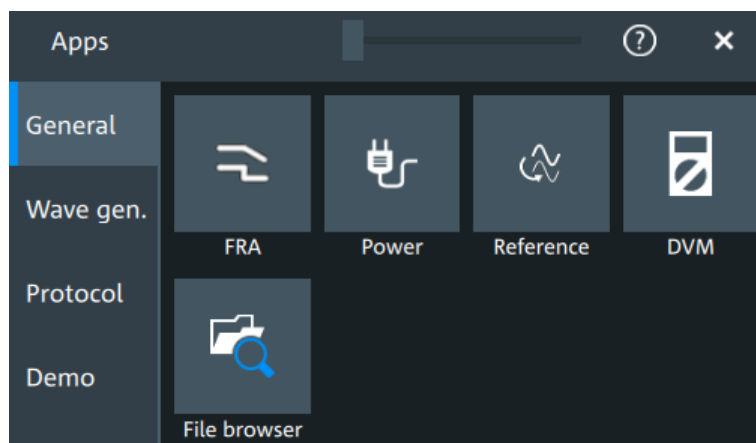 Apps ? ×
General
Wave gen.
Protocol
Demo
FRA Power Reference DVM
File browser